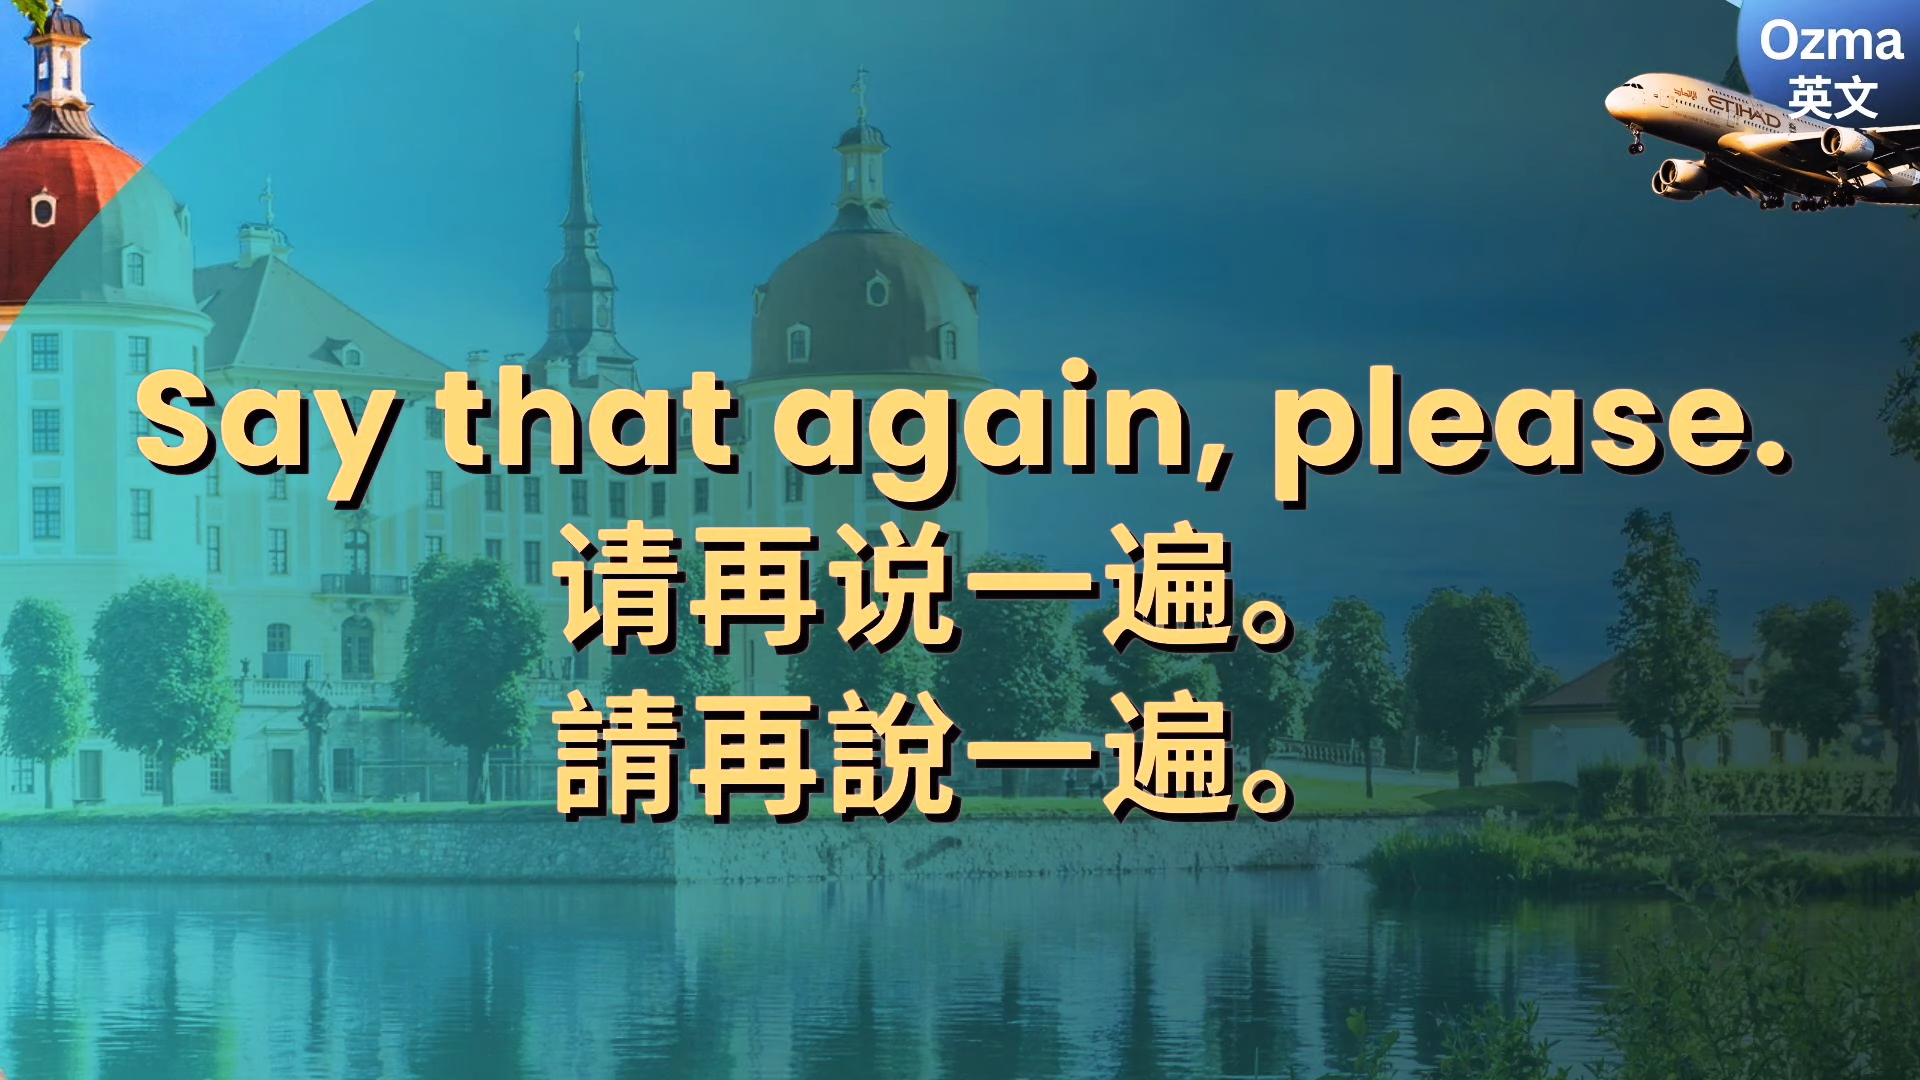 Ozma
英文
ETIHAD
Say that again, please.
请再说一遍。
請再說一遍。